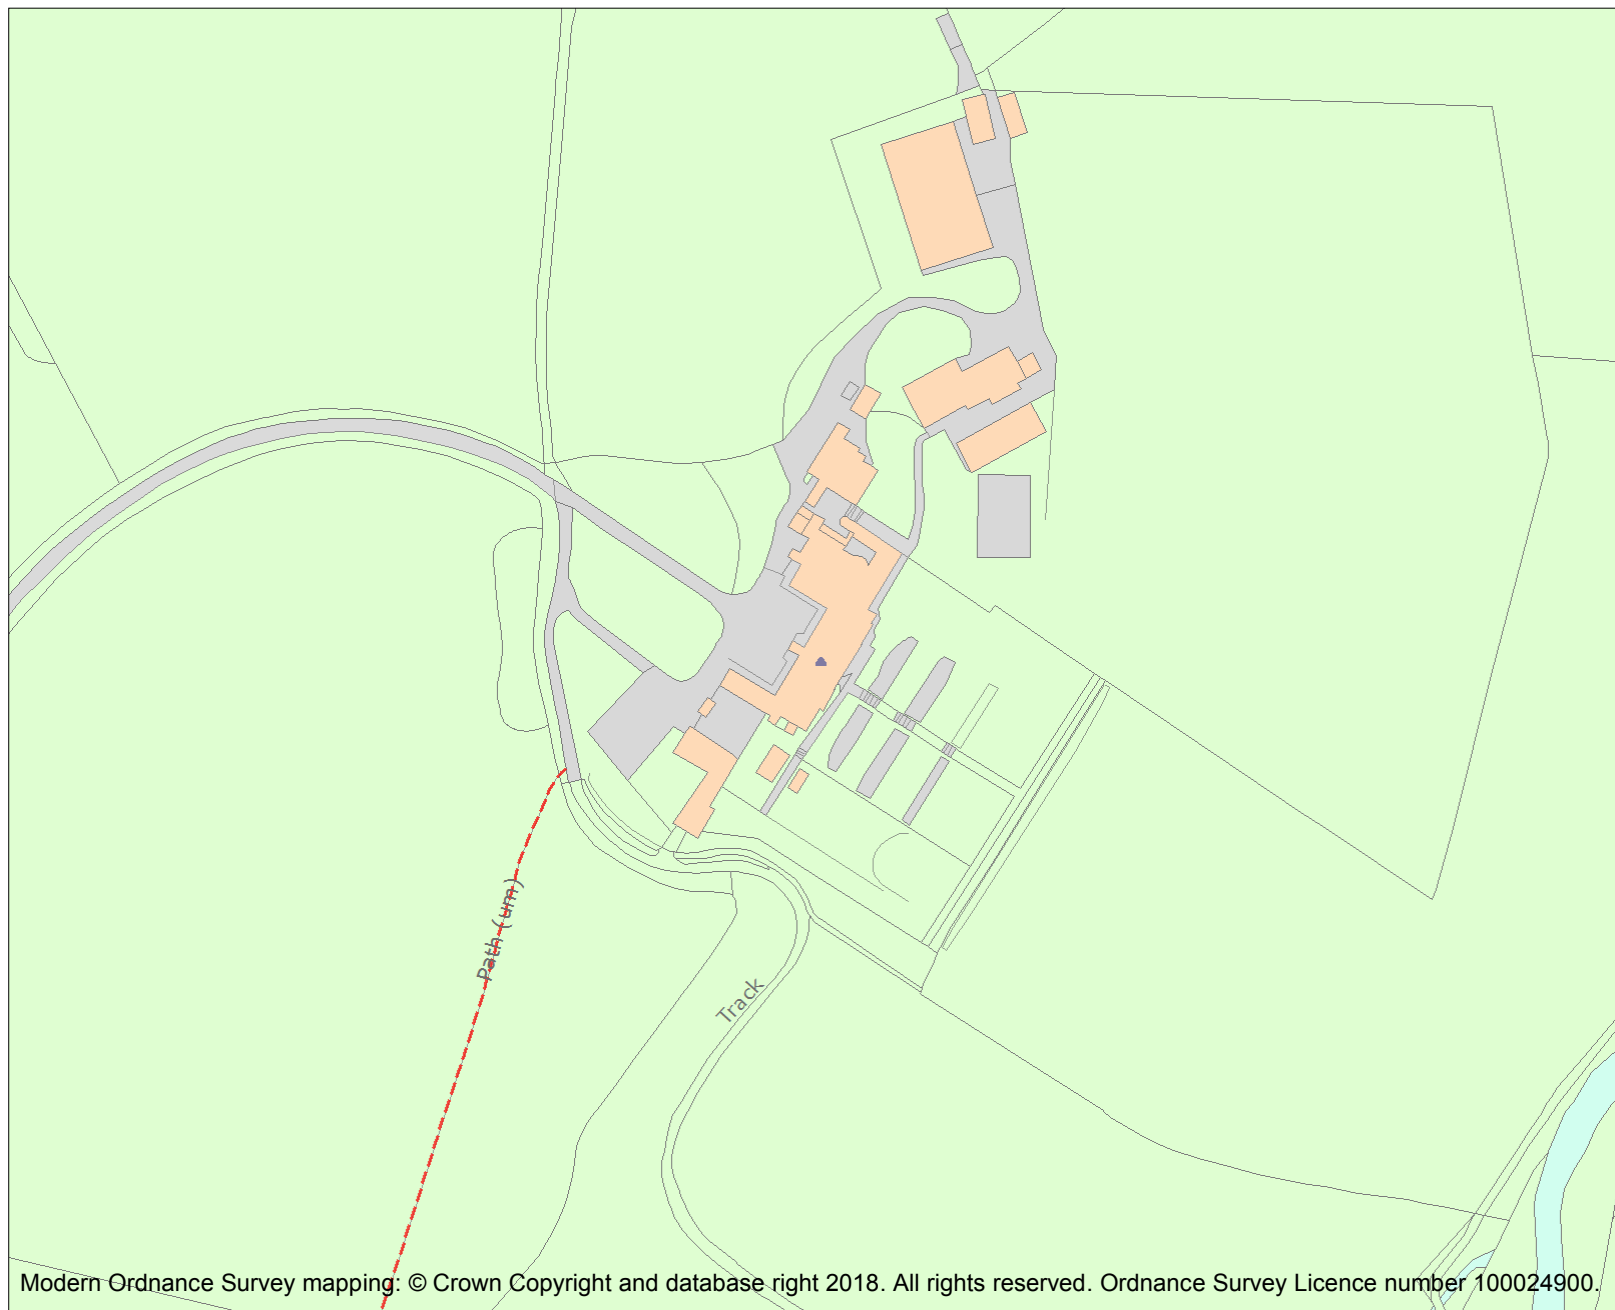 Path (um)
Track
Modern Ordnance Survey mapping: © Crown Copyright and database right 2018. All rights reserved. Ordnance Survey Licence number 100024900.